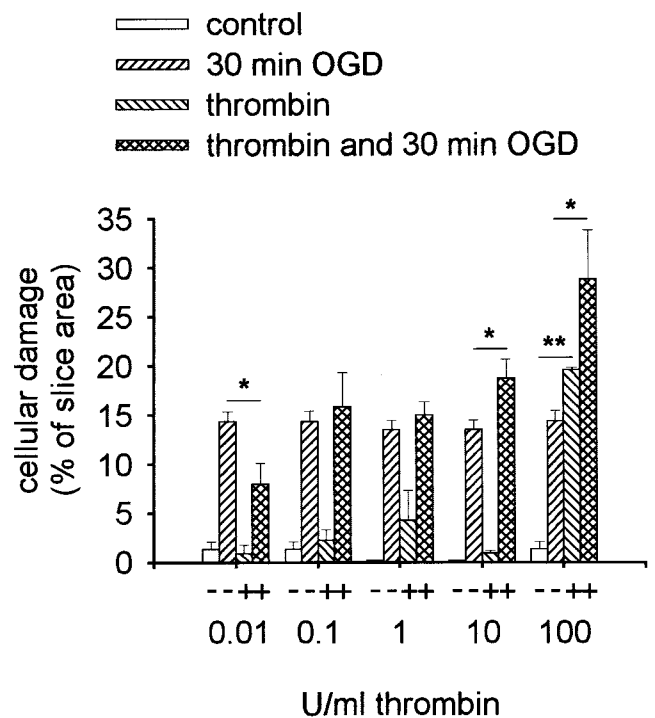 control
30 min OGD
thrombin
thrombin and 30 min OGD
cellular damage
(% of slice area)
35
30
25
20
15
10
5
0
*
*
**
*
--++ --++ --++ --++ --++
0.01 0.1 1 10 100
U/ml thrombin